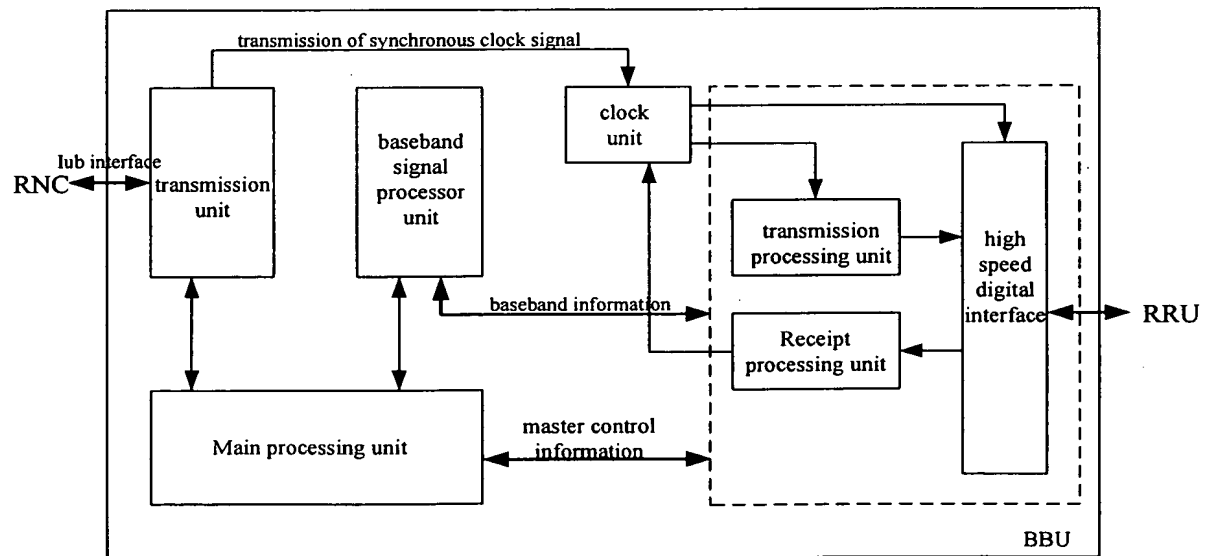 transmission of synchronous clock signal
clock
unit
baseband
signal
processor
unit
Iub interface
RNC
transmission
unit
transmission
processing unit
high
speed
digital
interface
baseband information
RRU
Receipt
processing unit
Main processing unit
master control
information
BBU